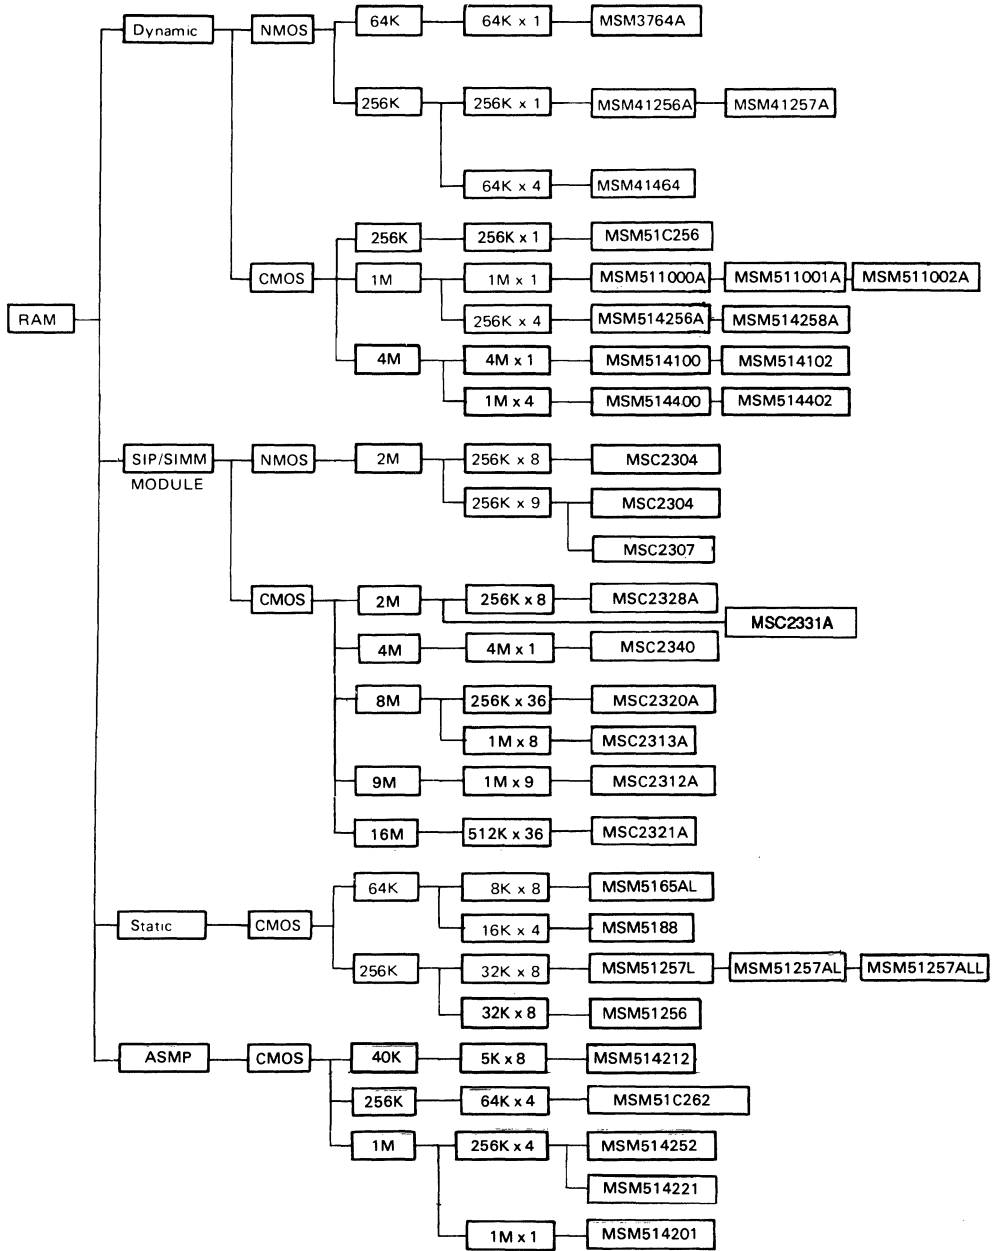 Dynamic NMOS 64K 64K x 1 MSM3764A
256K 256K x 1 MSM41256A MSM41257A
64K x 4 MSM41464
256K 256K x 1 MSM51C256
CMOS 1M 1M x 1 MSM511000A MSM511001A MSM511002A
RAM 256K x 4 MSM514256A MSM514258A
4M 4M x 1 MSM514100 MSM514102
1M x 4 MSM514400 MSM514402
SIP/SIMM NMOS 2M 256K x 8 MSC2304
MODULE
256K x 9 MSC2304
MSC2307
CMOS 2M 256K x 8 MSC2328A
MSC2331A
4M 4M x 1 MSC2340
8M 256K x 36 MSC2320A
1M x 8 MSC2313A
9M 1M x 9 MSC2312A
16M 512K x 36 MSC2321A
64K 8K x 8 MSM5165AL
Static CMOS 16K x 4 MSM5188
256K 32K x 8 MSM51257L MSM51257AL MSM51257ALL
32K x 8 MSM51256
ASMP CMOS 40K 5K x 8 MSM514212
256K 64K x 4 MSM51C262
1M 256K x 4 MSM514252
MSM514221
1M x 1 MSM514201